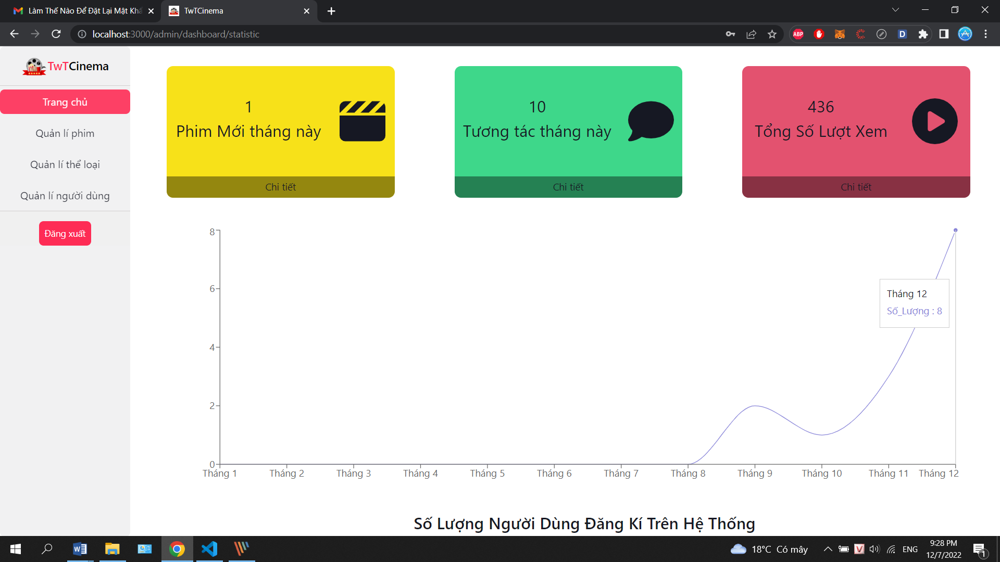 Làm Thế Nào Để Đặt Lại Mật Khẩ
TwTCinema
localhost:3000/admin/dashboard/statistic
ABP
D
TwTCinema
Trang chủ
Quản lí phim
Quản lí thể loại
Quản lí người dùng
Đăng xuất
1
Phim Mới tháng này
Chi tiết
10
Tương tác tháng này
Chi tiết
436
Tổng Số Lượt Xem
Chi tiết
8
6
4
2
0
Tháng 1 Tháng 2 Tháng 3 Tháng 4 Tháng 5 Tháng 6 Tháng 7 Tháng 8 Tháng 9 Tháng 10 Tháng 11 Tháng 12
Tháng 12
Số_Lượng : 8
Số Lượng Người Dùng Đăng Kí Trên Hệ Thống
18°C Có mây
ENG
9:28 PM
12/7/2022
1